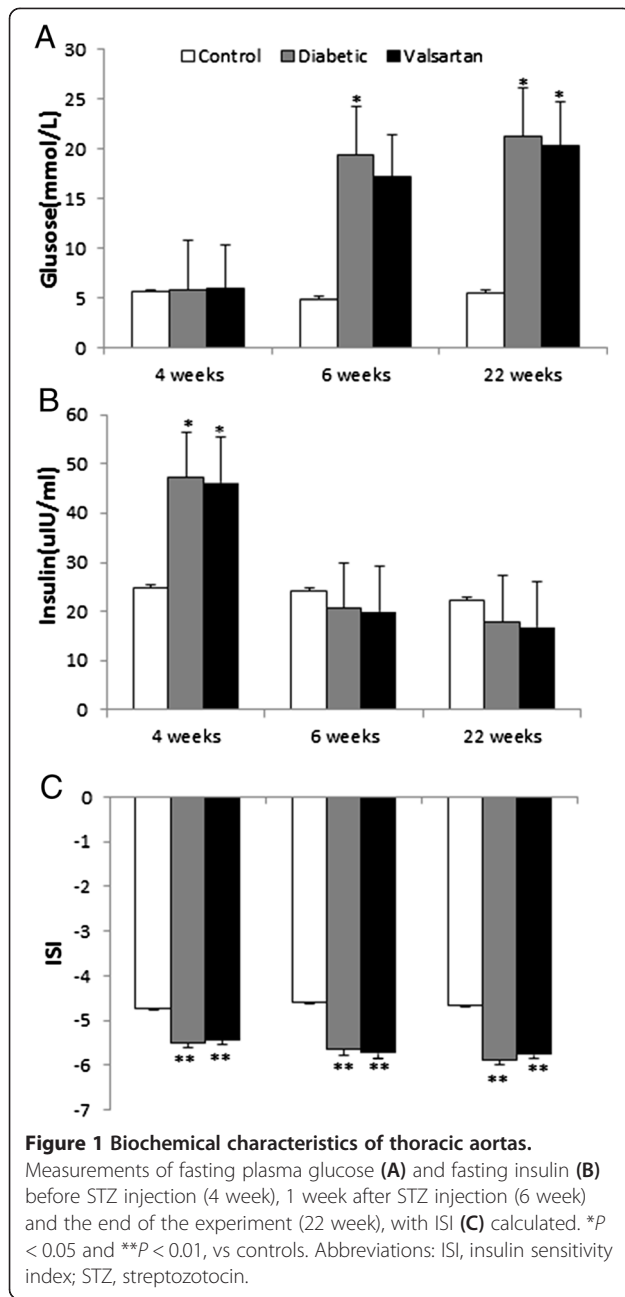 A
Control Diabetic Valsartan
Glusose(mmol/L)
30
25
20
15
10
5
0
* * *
4 weeks 6 weeks 22 weeks
B
Insulin(uIU/ml)
60
50
40
30
20
10
0
* *
4 weeks 6 weeks 22 weeks
C
ISI
0
-1
-2
-3
-4
-5
-6
-7
** ** ** ** ** **
Figure 1 Biochemical characteristics of thoracic aortas.
Measurements of fasting plasma glucose (A) and fasting insulin (B)
before STZ injection (4 week), 1 week after STZ injection (6 week)
and the end of the experiment (22 week), with ISI (C) calculated. *P
< 0.05 and **P < 0.01, vs controls. Abbreviations: ISI, insulin sensitivity
index; STZ, streptozotocin.